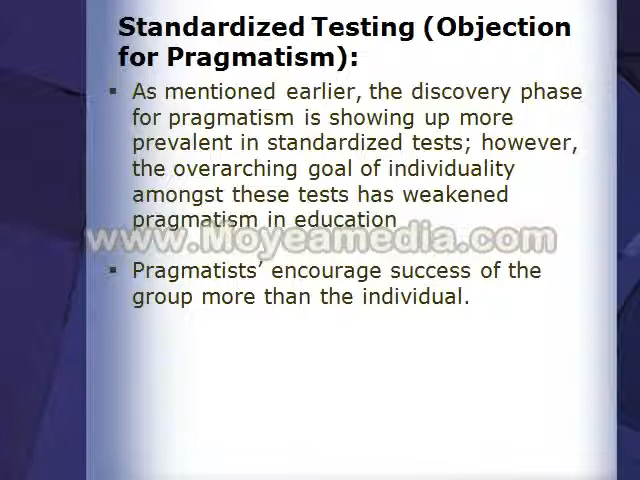 Standardized Testing (Objection
for Pragmatism):
▪ As mentioned earlier, the discovery phase
for pragmatism is showing up more
prevalent in standardized tests; however,
the overarching goal of individuality
amongst these tests has weakened
pragmatism in education
www.Moyeamedia.com
▪ Pragmatists’ encourage success of the
group more than the individual.